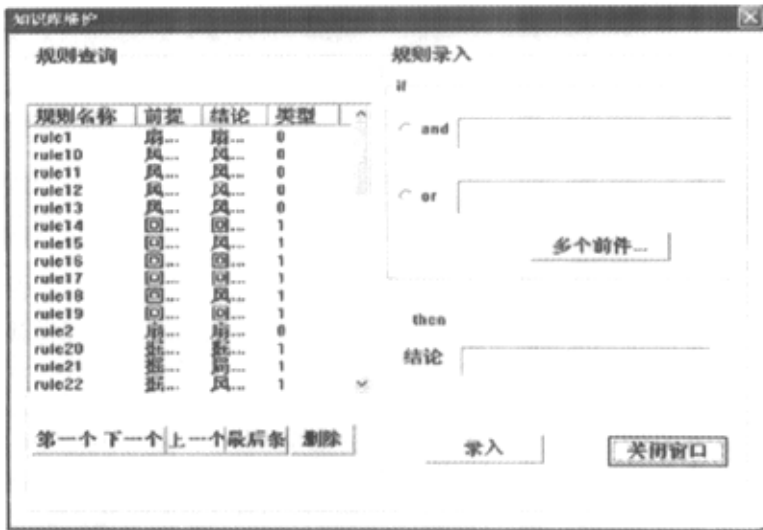 知识库维护
规则查询
规则名称 前提 结论 类型
rule1 扇... 扇... 0
rule10 风... 风... 0
rule11 风... 风... 0
rule12 风... 风... 0
rule13 风... 风... 0
rule14 回... 回... 1
rule15 回... 风... 1
rule16 回... 回... 1
rule17 回... 回... 1
rule18 回... 风... 1
rule19 回... 回... 1
rule2 扇... 扇... 0
rule20 掘... 掘... 1
rule21 掘... 局... 1
rule22 掘... 风... 1
第一个 下一个 上一个 最后条 删除
规则录入
if
and
or
多个前件...
then
结论
录入
关闭窗口